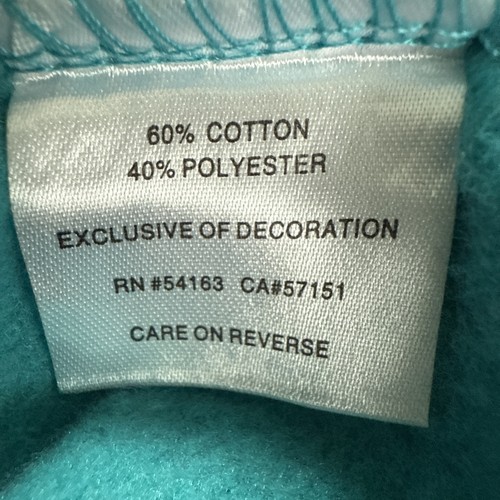 60% COTTON
40% POLYESTER
EXCLUSIVE OF DECORATION
RN #54163 CA#57151
CARE ON REVERSE